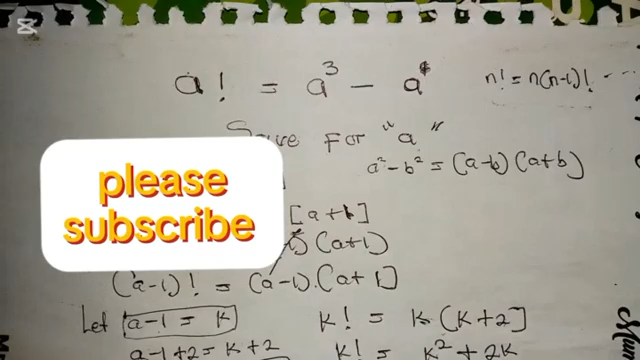 a! = a³ - a
n! = n(n-1)! - - -
Solve For "a"
a² - b² = (a-b)(a+b)
please
subscribe
[a+1]
(a+1)
(a-1)! = (a-1).(a+1]
Let a-1 = k
k! = k(k+2]
a-1+2 = k+2
k! = k² + 2k